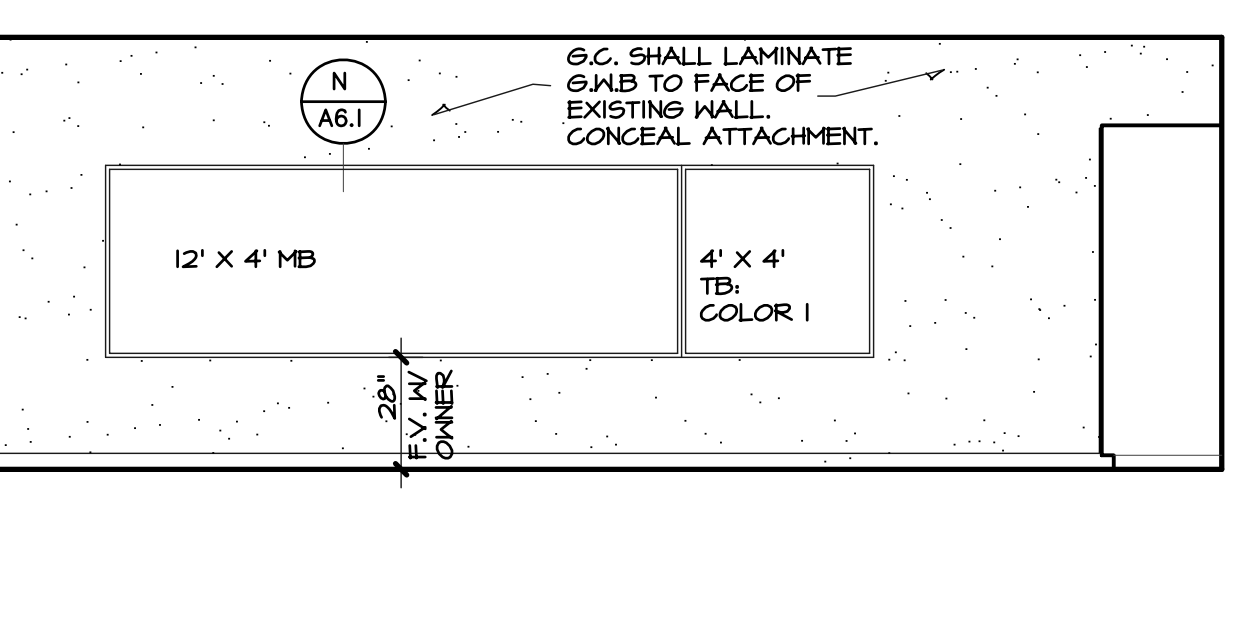 G.C. SHALL LAMINATE
G.W.B TO FACE OF
EXISTING WALL.
CONCEAL ATTACHMENT.
N
A6.1
12' X 4' MB
4' X 4'
TB:
COLOR 1
28"
F.V. W/
OWNER